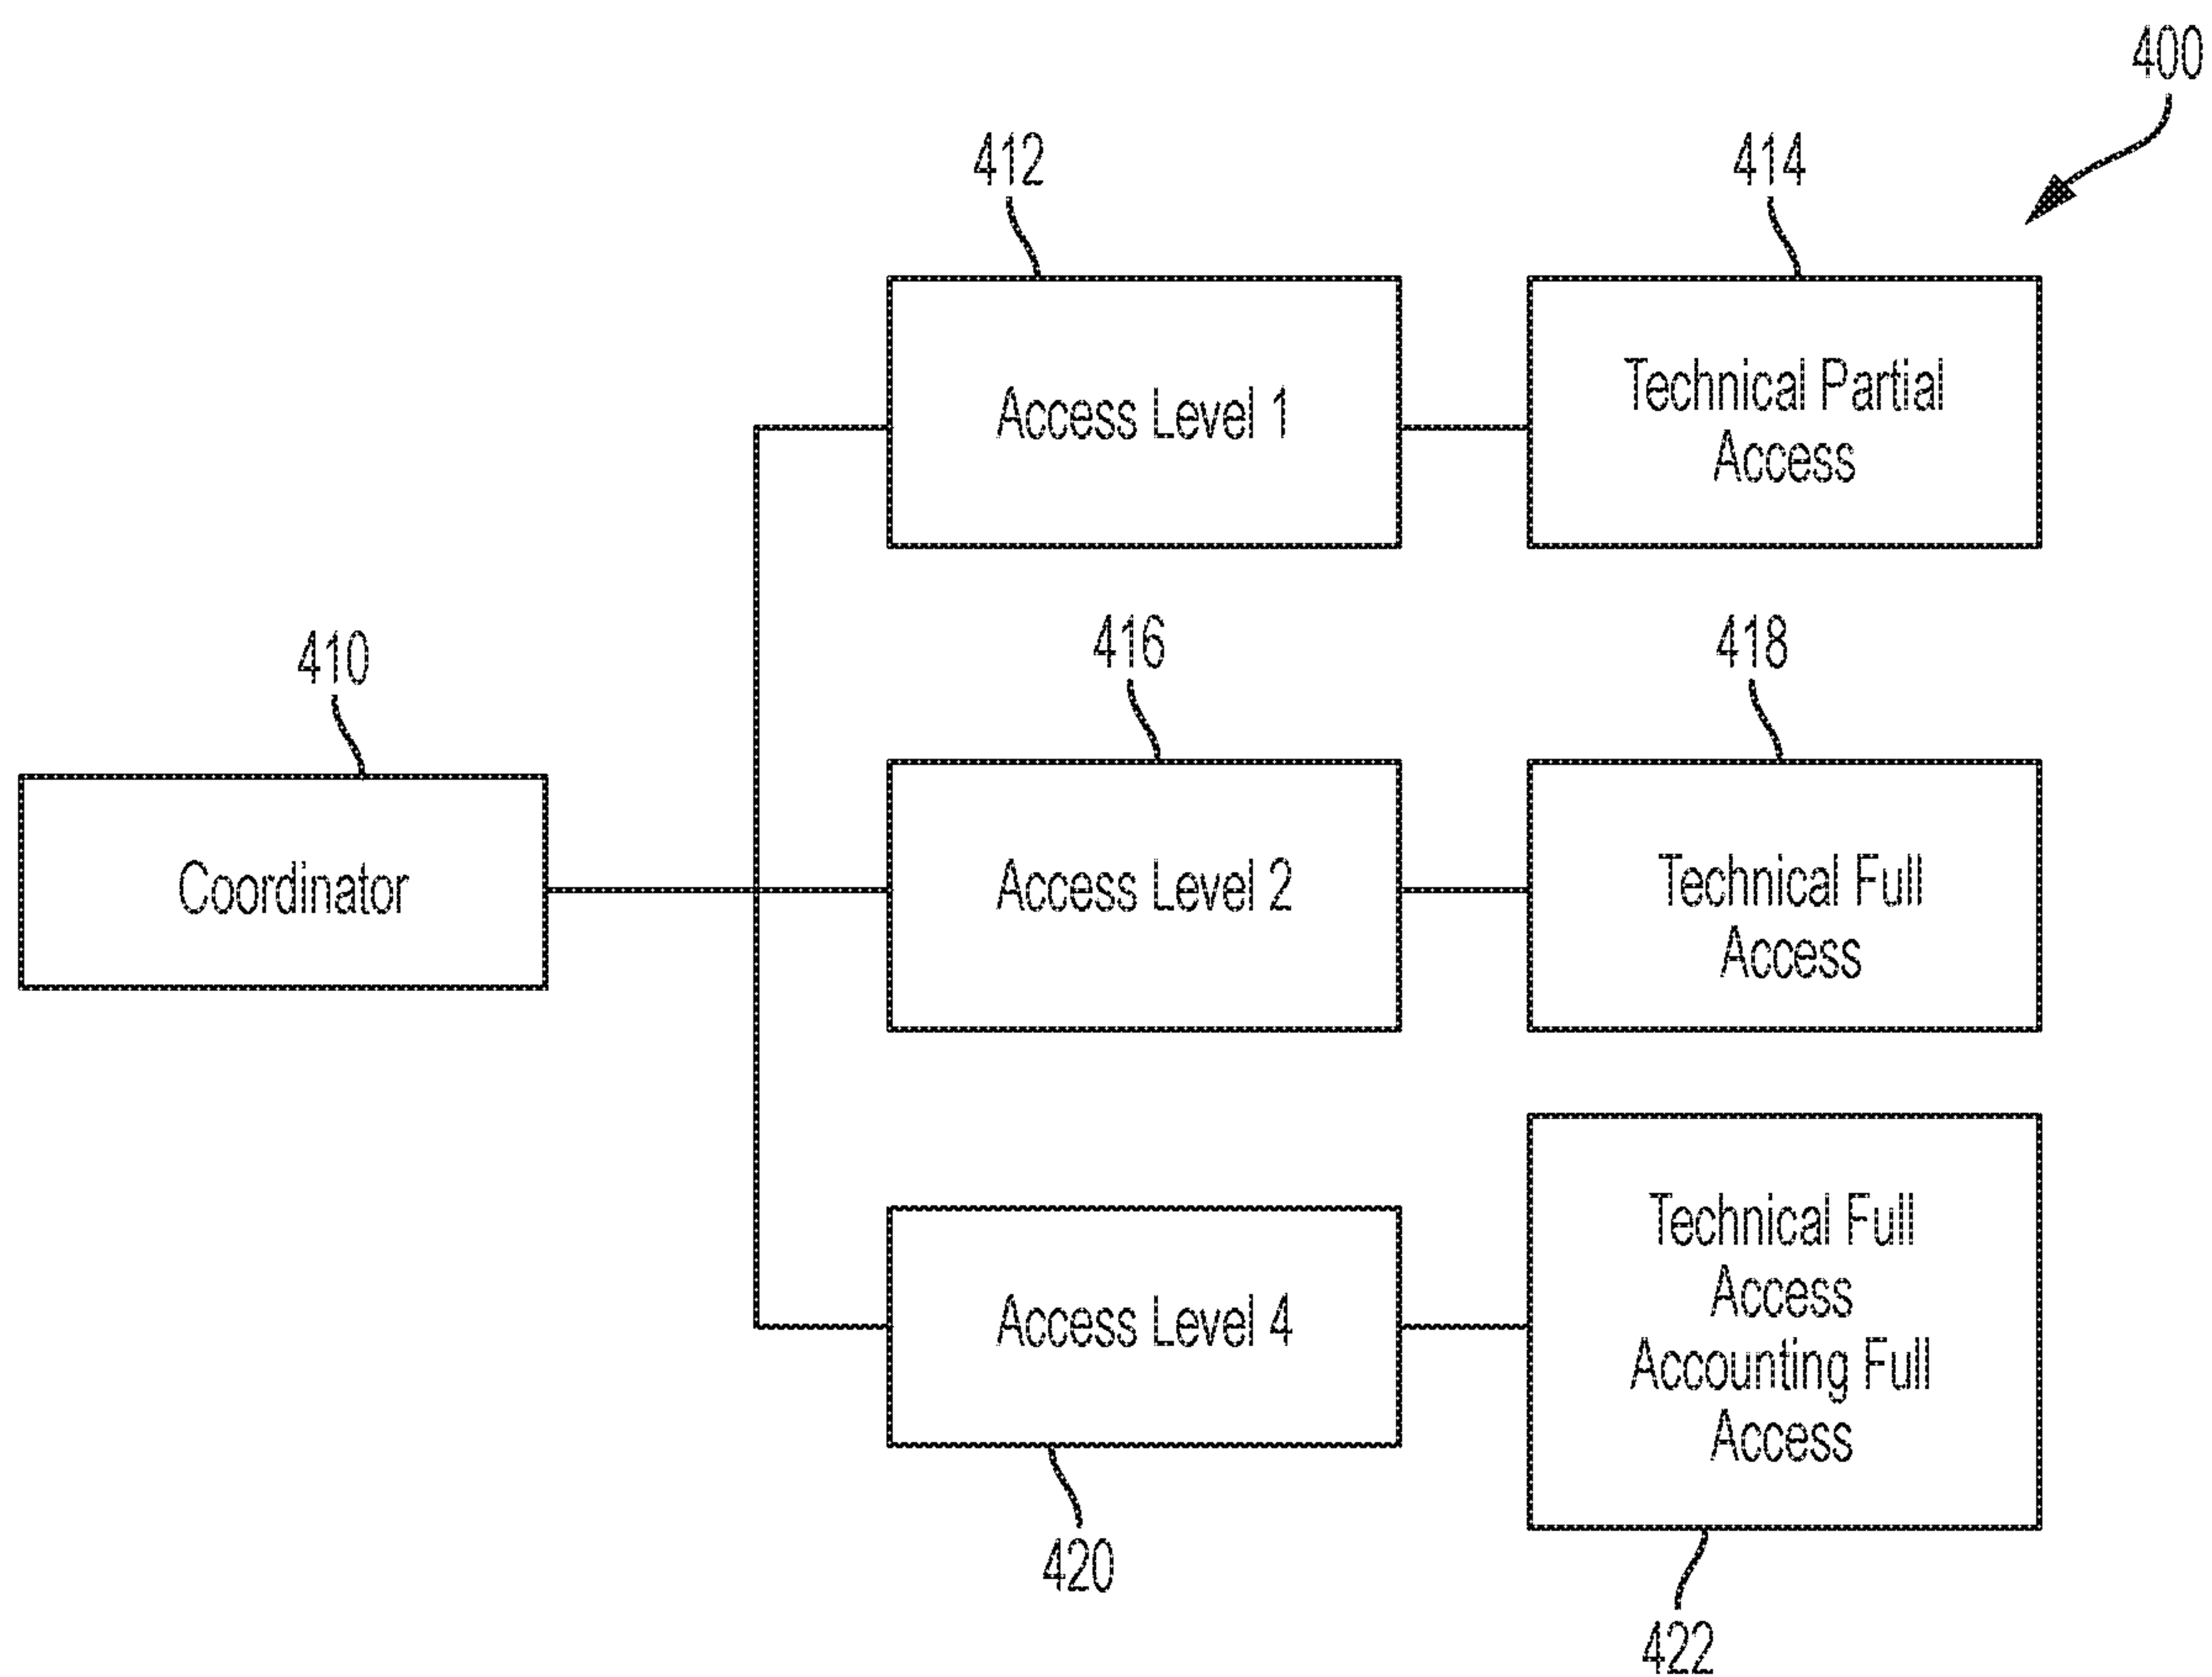 400
412
414
Access Level 1
Technical Partial
Access
410
416
418
Coordinator
Access Level 2
Technical Full
Access
Access Level 4
Technical Full
Access
Accounting Full
Access
420
422